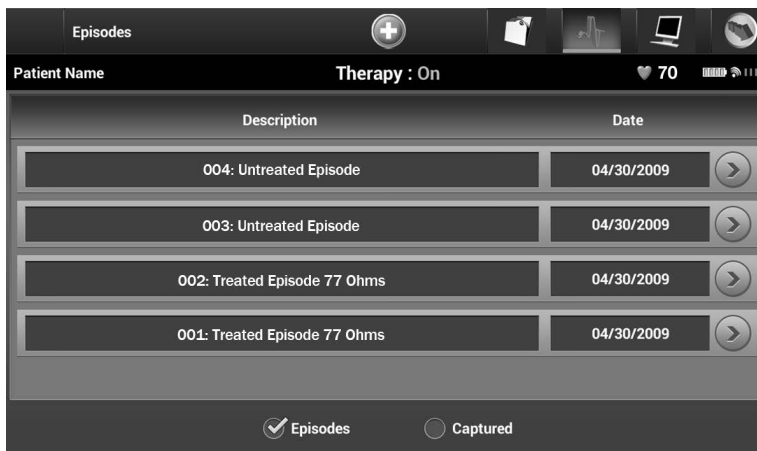 Episodes
Patient Name Therapy : On 70
Description Date
004: Untreated Episode 04/30/2009
003: Untreated Episode 04/30/2009
002: Treated Episode 77 Ohms 04/30/2009
001: Treated Episode 77 Ohms 04/30/2009
Episodes Captured